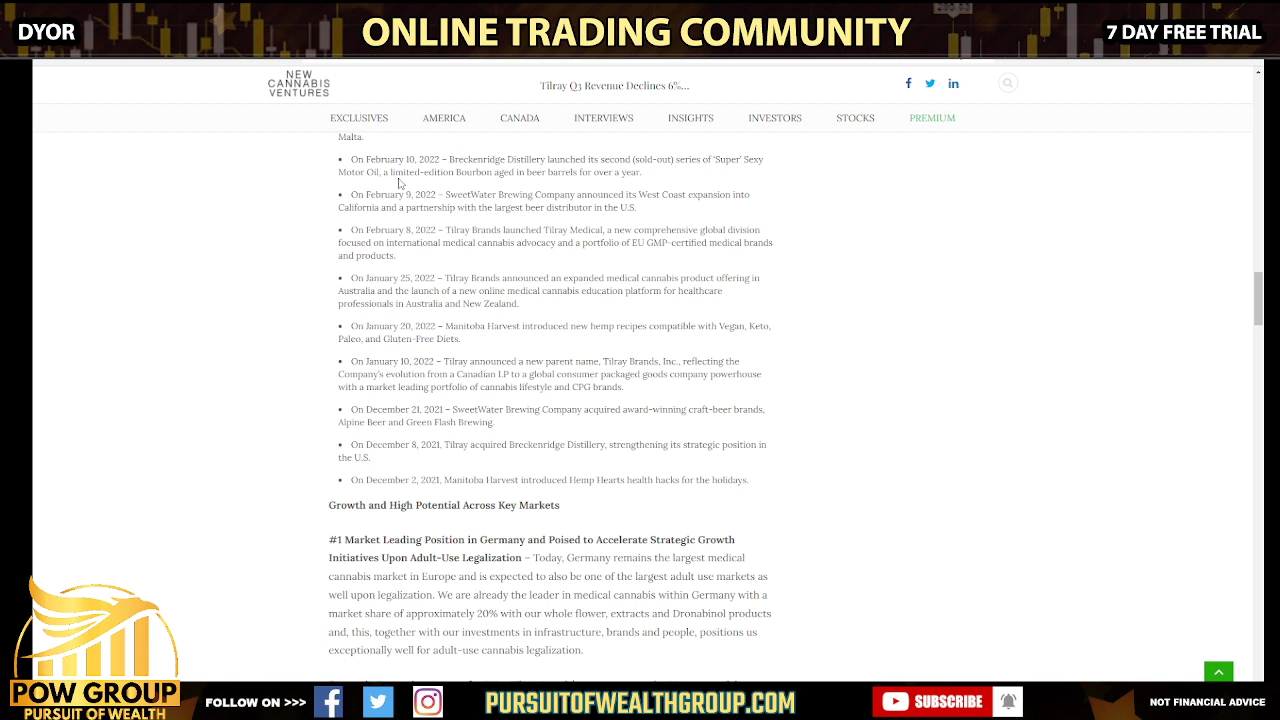 DYOR
ONLINE TRADING COMMUNITY
7 DAY FREE TRIAL
NEW
CANNABIS
VENTURES
Tilray Q3 Revenue Declines 6%...
EXCLUSIVES AMERICA CANADA INTERVIEWS INSIGHTS INVESTORS STOCKS PREMIUM
Malta.
• On February 10, 2022 – Breckenridge Distillery launched its second (sold-out) series of 'Super' Sexy
Motor Oil, a limited-edition Bourbon aged in beer barrels for over a year.
• On February 9, 2022 – SweetWater Brewing Company announced its West Coast expansion into
California and a partnership with the largest beer distributor in the U.S.
• On February 8, 2022 – Tilray Brands launched Tilray Medical, a new comprehensive global division
focused on international medical cannabis advocacy and a portfolio of EU GMP-certified medical brands
and products.
• On January 25, 2022 – Tilray Brands announced an expanded medical cannabis product offering in
Australia and the launch of a new online medical cannabis education platform for healthcare
professionals in Australia and New Zealand.
• On January 20, 2022 – Manitoba Harvest introduced new hemp recipes compatible with Vegan, Keto,
Paleo, and Gluten-Free Diets.
• On January 10, 2022 – Tilray announced a new parent name, Tilray Brands, Inc., reflecting the
Company's evolution from a Canadian LP to a global consumer packaged goods company powerhouse
with a market leading portfolio of cannabis lifestyle and CPG brands.
• On December 21, 2021 – SweetWater Brewing Company acquired award-winning craft-beer brands,
Alpine Beer and Green Flash Brewing.
• On December 8, 2021, Tilray acquired Breckenridge Distillery, strengthening its strategic position in
the U.S.
• On December 2, 2021, Manitoba Harvest introduced Hemp Hearts health hacks for the holidays.
Growth and High Potential Across Key Markets
#1 Market Leading Position in Germany and Poised to Accelerate Strategic Growth
Initiatives Upon Adult-Use Legalization – Today, Germany remains the largest medical
cannabis market in Europe and is expected to also be one of the largest adult use markets as
well upon legalization. We are already the leader in medical cannabis within Germany with a
market share of approximately 20% with our whole flower, extracts and Dronabinol products
and, this, together with our investments in infrastructure, brands and people, positions us
exceptionally well for adult-use cannabis legalization.
POW GROUP
PURSUIT OF WEALTH
FOLLOW ON >>>
PURSUITOFWEALTHGROUP.COM
SUBSCRIBE
NOT FINANCIAL ADVICE